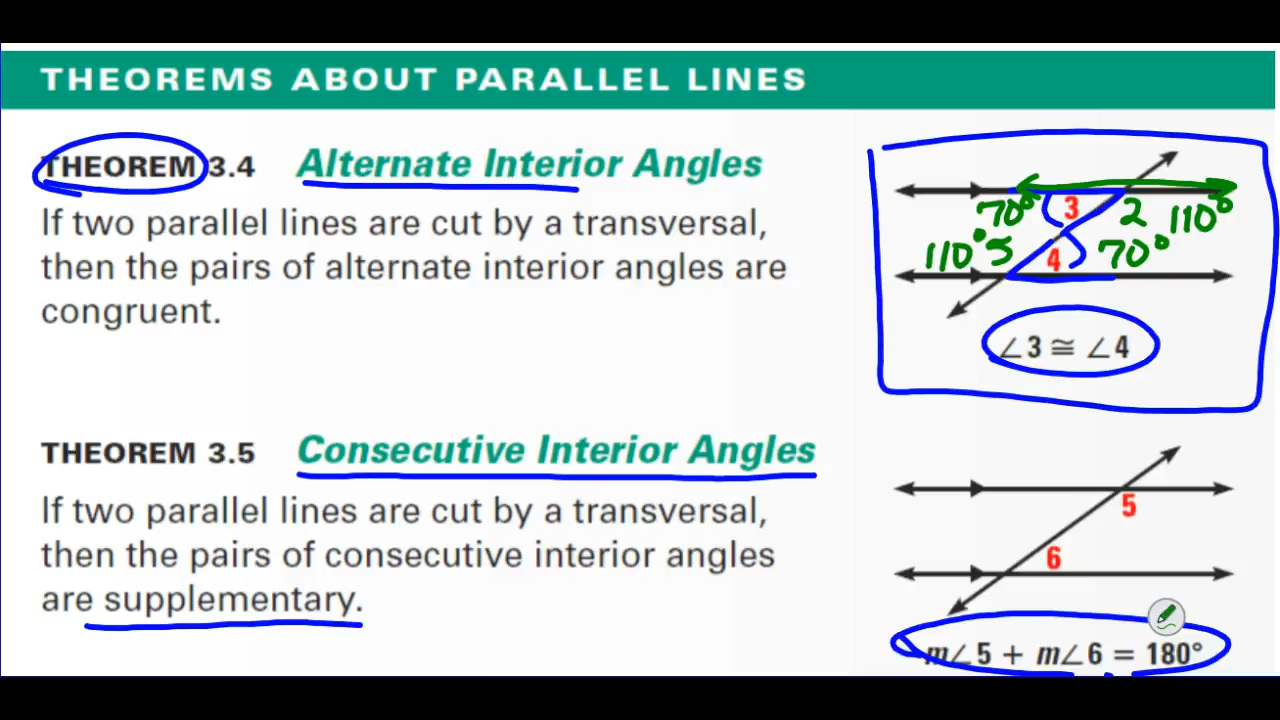 THEOREMS ABOUT PARALLEL LINES
THEOREM 3.4 Alternate Interior Angles
If two parallel lines are cut by a transversal,
then the pairs of alternate interior angles are
congruent.
70° 3 2 110°
110° 5 4 70°
∠3 ≅ ∠4
THEOREM 3.5 Consecutive Interior Angles
If two parallel lines are cut by a transversal,
then the pairs of consecutive interior angles
are supplementary.
5
6
m∠5 + m∠6 = 180°